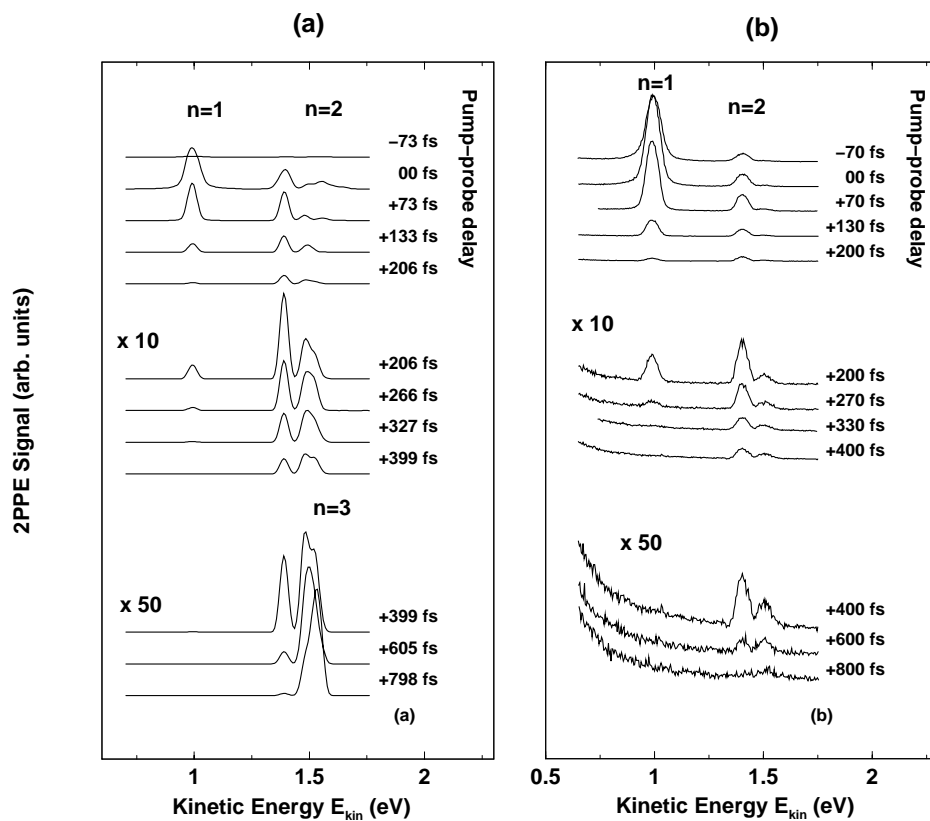 (a)
(b)
2PPE Signal (arb. units)
n=1
n=2
Pump−probe delay
−73 fs
00 fs
+73 fs
+133 fs
+206 fs
x 10
+206 fs
+266 fs
+327 fs
+399 fs
n=3
x 50
+399 fs
+605 fs
+798 fs
(a)
1
1.5
2
Kinetic Energy Ekin (eV)
n=1
n=2
Pump−probe delay
−70 fs
00 fs
+70 fs
+130 fs
+200 fs
x 10
+200 fs
+270 fs
+330 fs
+400 fs
x 50
+400 fs
+600 fs
+800 fs
(b)
0.5
1
1.5
2
Kinetic Energy Ekin (eV)